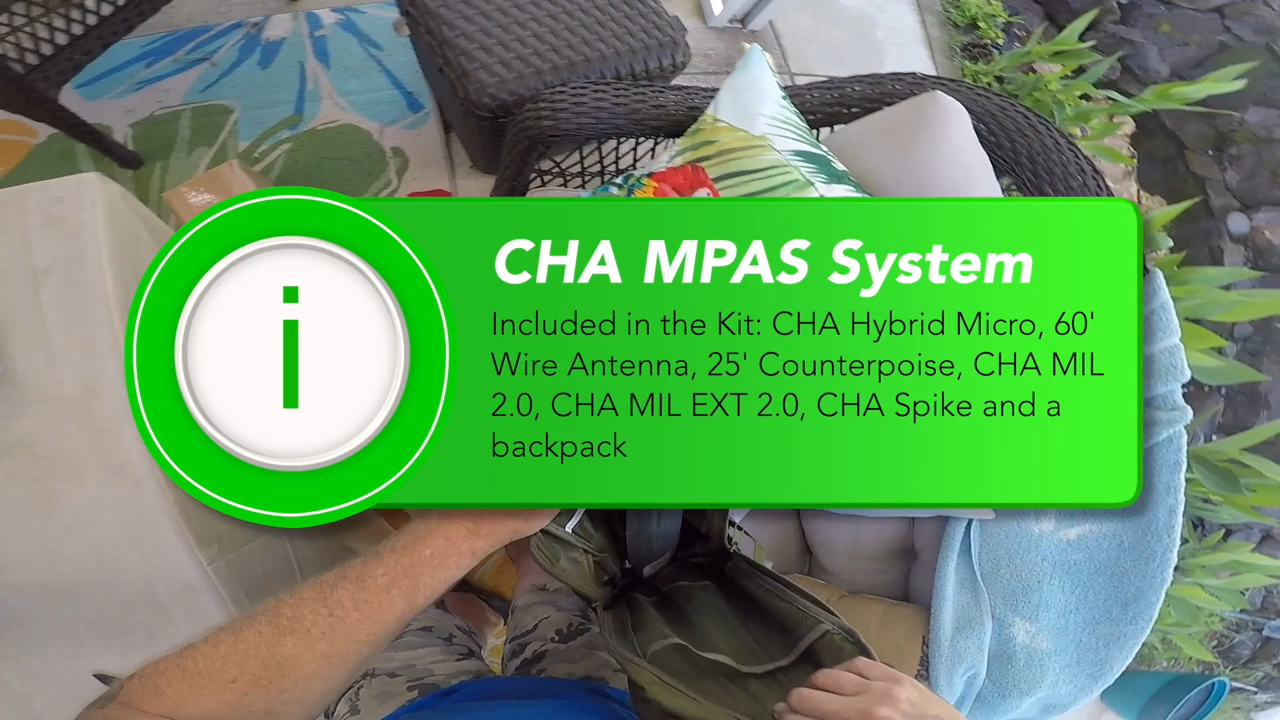 i
CHA MPAS System
Included in the Kit: CHA Hybrid Micro, 60'
Wire Antenna, 25' Counterpoise, CHA MIL
2.0, CHA MIL EXT 2.0, CHA Spike and a
backpack